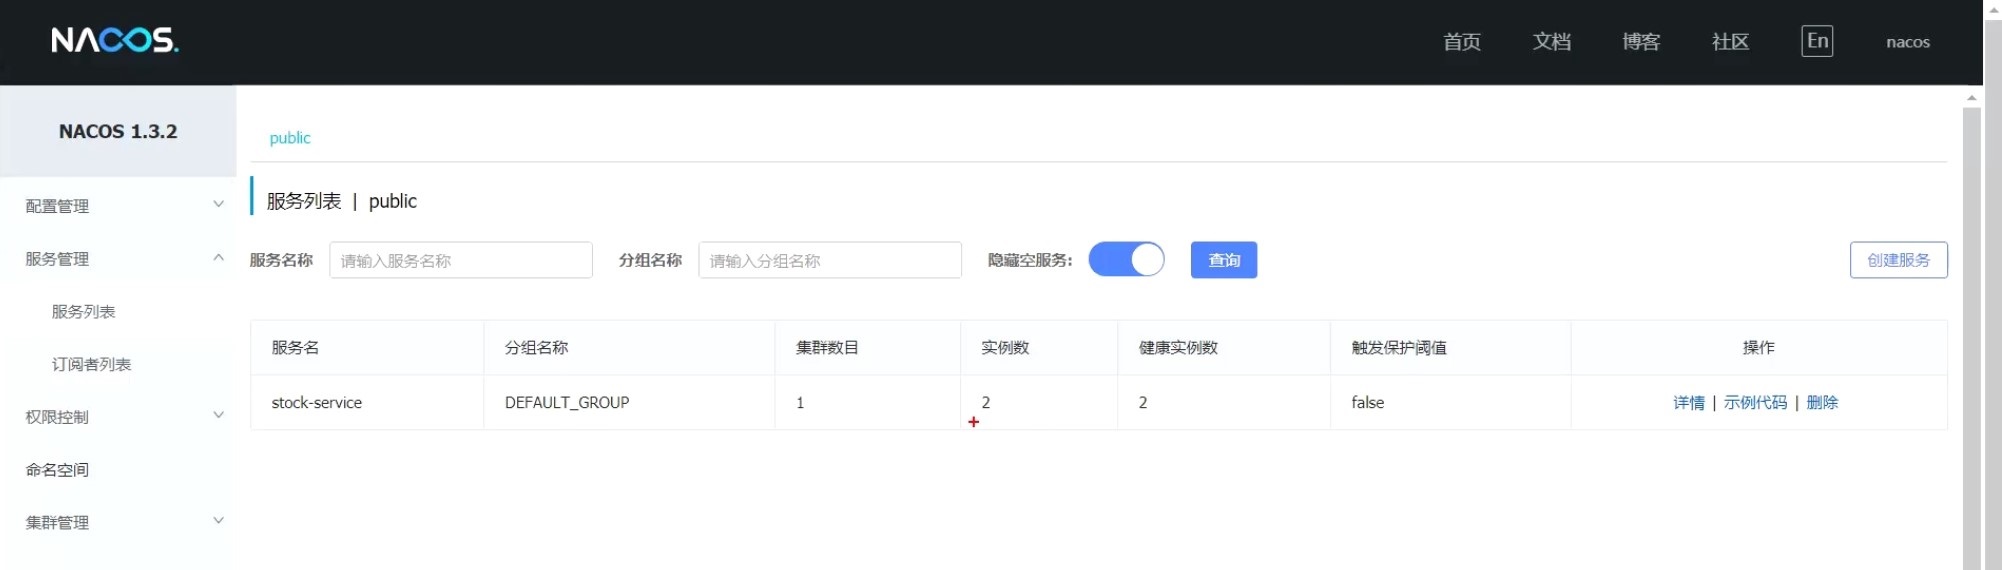 NACOS.
首页 文档 博客 社区 En nacos
NACOS 1.3.2
配置管理
服务管理
服务列表
订阅者列表
权限控制
命名空间
集群管理
public
服务列表 | public
服务名称 请输入服务名称 分组名称 请输入分组名称 隐藏空服务: 查询 创建服务
服务名 分组名称 集群数目 实例数 健康实例数 触发保护阈值 操作
stock-service DEFAULT_GROUP 1 2 2 false 详情 | 示例代码 | 删除